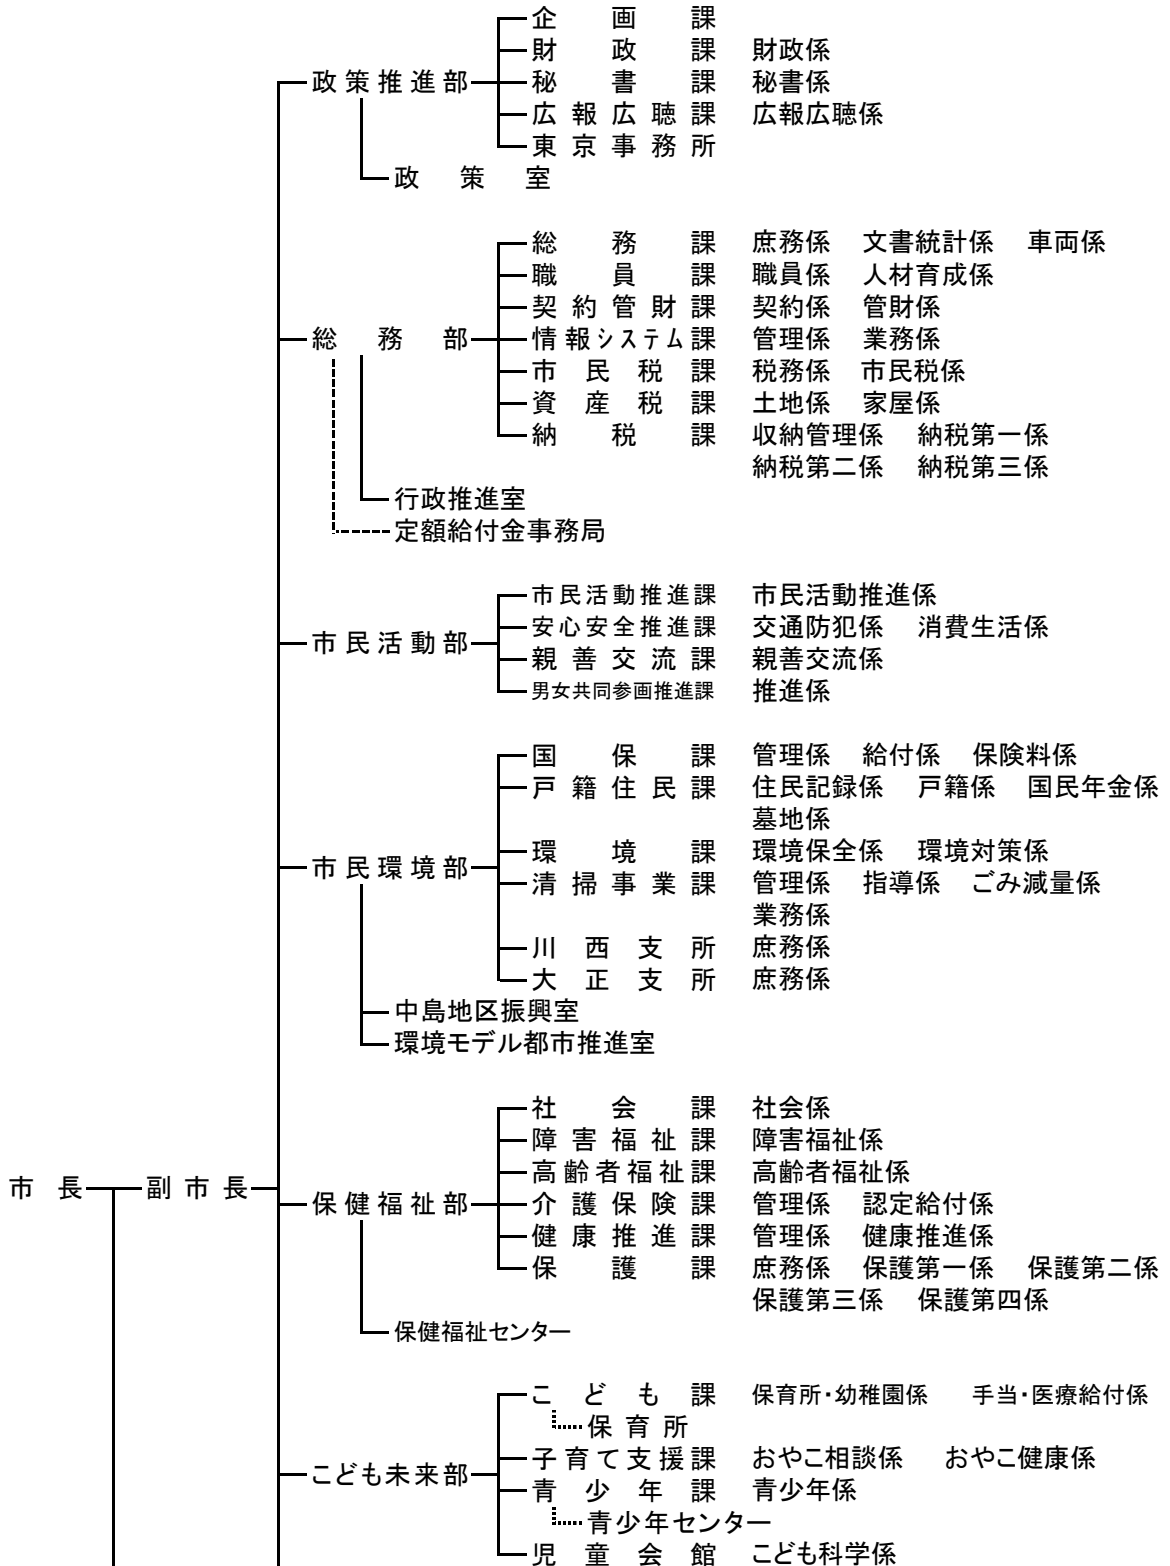 企画課
財政課 財政係
政策推進部 秘書課 秘書係
広報広聴課 広報広聴係
東京事務所
政策室
総務課 庶務係 文書統計係 車両係
職員課 職員係 人材育成係
契約管財課 契約係 管財係
総務部 情報システム課 管理係 業務係
市民税課 税務係 市民税係
資産税課 土地係 家屋係
納税課 収納管理係 納税第一係
納税第二係 納税第三係
行政推進室
定額給付金事務局
市民活動推進課 市民活動推進係
市民活動部 安心安全推進課 交通防犯係 消費生活係
親善交流課 親善交流係
男女共同参画推進課 推進係
国保課 管理係 給付係 保険料係
戸籍住民課 住民記録係 戸籍係 国民年金係
墓地係
環境課 環境保全係 環境対策係
市民環境部 清掃事業課 管理係 指導係 ごみ減量係
業務係
川西支所 庶務係
大正支所 庶務係
中島地区振興室
環境モデル都市推進室
社会課 社会係
障害福祉課 障害福祉係
高齢者福祉課 高齢者福祉係
市長 副市長 保健福祉部 介護保険課 管理係 認定給付係
健康推進課 管理係 健康推進係
保護課 庶務係 保護第一係 保護第二係
保護第三係 保護第四係
保健福祉センター
こども課 保育所・幼稚園係 手当・医療給付係
保育所
子育て支援課 おやこ相談係 おやこ健康係
こども未来部 青少年課 青少年係
青少年センター
児童会館 こども科学係